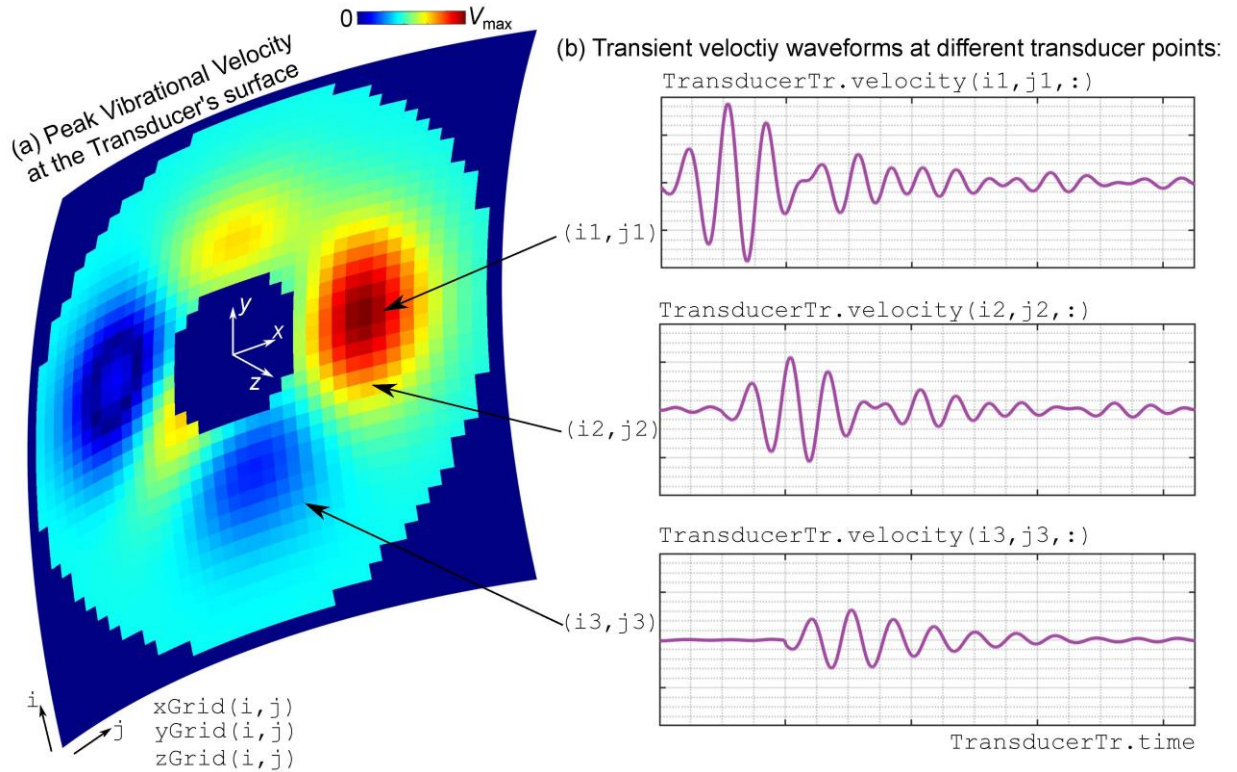 0 Vmax
(a) Peak Vibrational Velocity
at the Transducer's surface
y
x
z
(i1,j1)
(i2,j2)
(i3,j3)
i
j
xGrid(i,j)
yGrid(i,j)
zGrid(i,j)
(b) Transient veloctiy waveforms at different transducer points:
TransducerTr.velocity(i1,j1,:)
TransducerTr.velocity(i2,j2,:)
TransducerTr.velocity(i3,j3,:)
TransducerTr.time